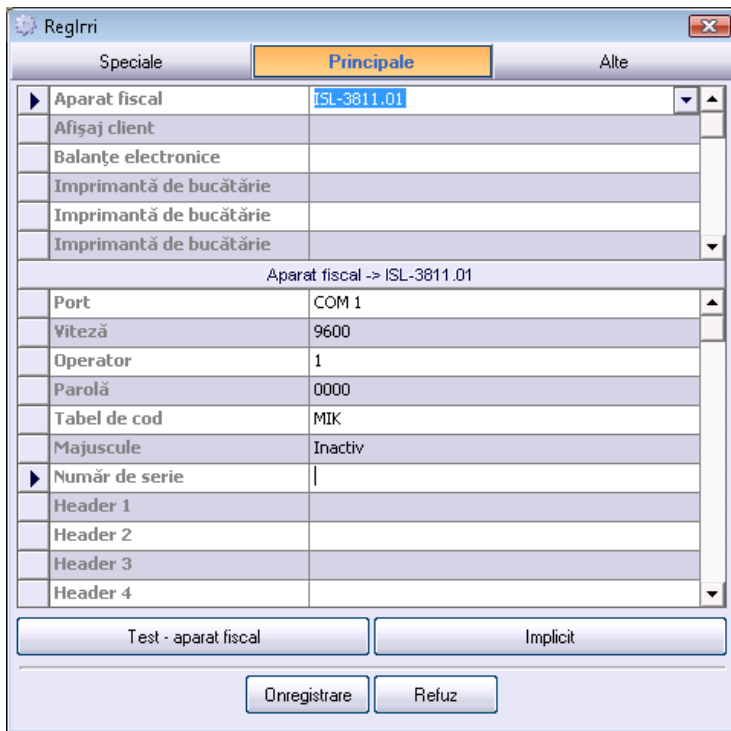 RegIrri
Speciale Principale Alte
Aparat fiscal ISL-3811.01
Afişaj client
Balanţe electronice
Imprimantă de bucătărie
Imprimantă de bucătărie
Imprimantă de bucătărie
Aparat fiscal -> ISL-3811.01
Port COM 1
Viteză 9600
Operator 1
Parolă 0000
Tabel de cod MIK
Majuscule Inactiv
Număr de serie
Header 1
Header 2
Header 3
Header 4
Test - aparat fiscal Implicit
Onregistrare Refuz